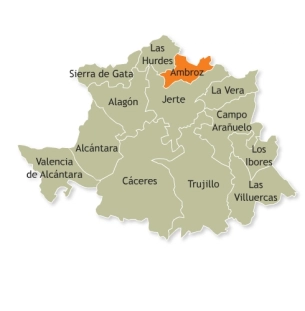 Las
Hurdes
Ambroz
Sierra de Gata
La Vera
Alagón
Jerte
Campo
Arañuelo
Alcántara
Los
Ibores
Valencia
de Alcántara
Cáceres
Trujillo
Las
Villuercas